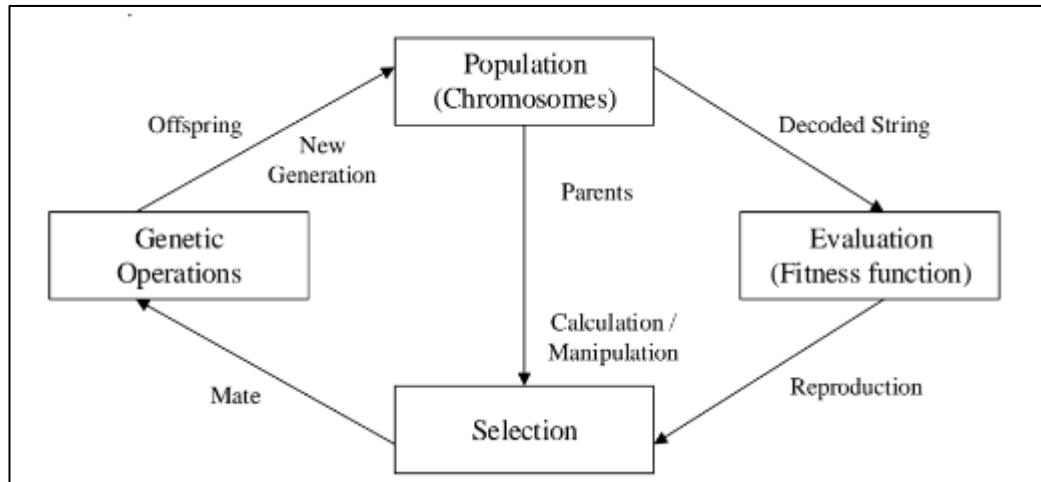 Population
(Chromosomes)
Offspring
Decoded String
New
Generation
Parents
Genetic
Operations
Evaluation
(Fitness function)
Calculation /
Manipulation
Mate
Reproduction
Selection